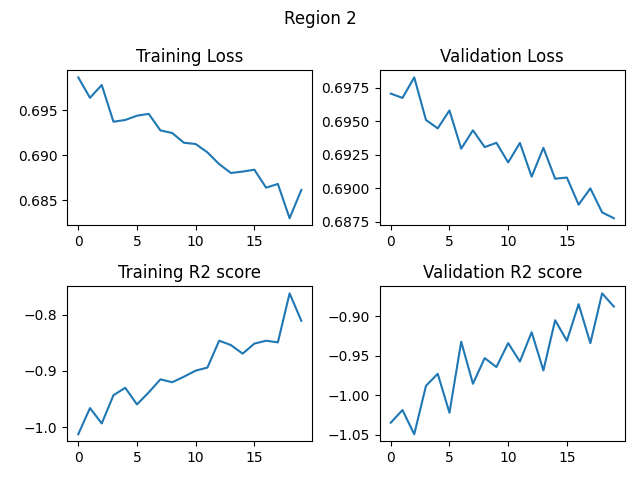 Region 2
Training Loss
0.695
0.690
0.685
0 5 10 15
Validation Loss
0.6975
0.6950
0.6925
0.6900
0.6875
0 5 10 15
Training R2 score
−0.8
−0.9
−1.0
0 5 10 15
Validation R2 score
−0.90
−0.95
−1.00
−1.05
0 5 10 15